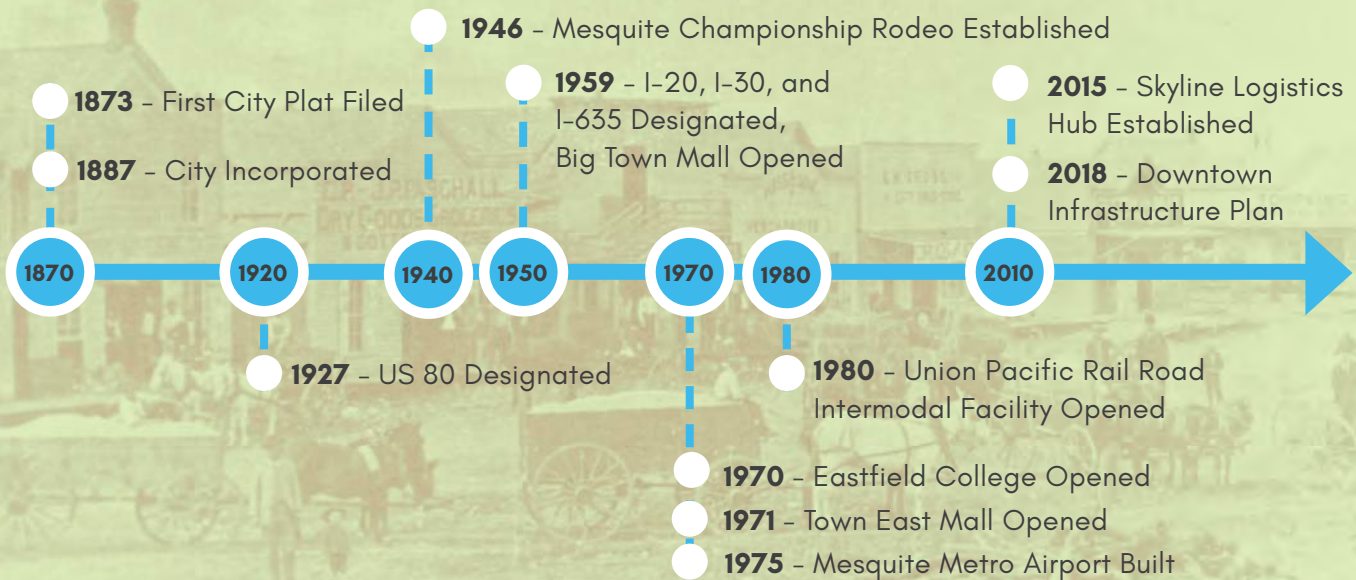 1946 - Mesquite Championship Rodeo Established
1873 - First City Plat Filed
1887 - City Incorporated
1959 - I-20, I-30, and
I-635 Designated,
Big Town Mall Opened
2015 - Skyline Logistics
Hub Established
2018 - Downtown
Infrastructure Plan
1870
1920
1940
1950
1970
1980
2010
1927 - US 80 Designated
1980 - Union Pacific Rail Road
Intermodal Facility Opened
1970 - Eastfield College Opened
1971 - Town East Mall Opened
1975 - Mesquite Metro Airport Built